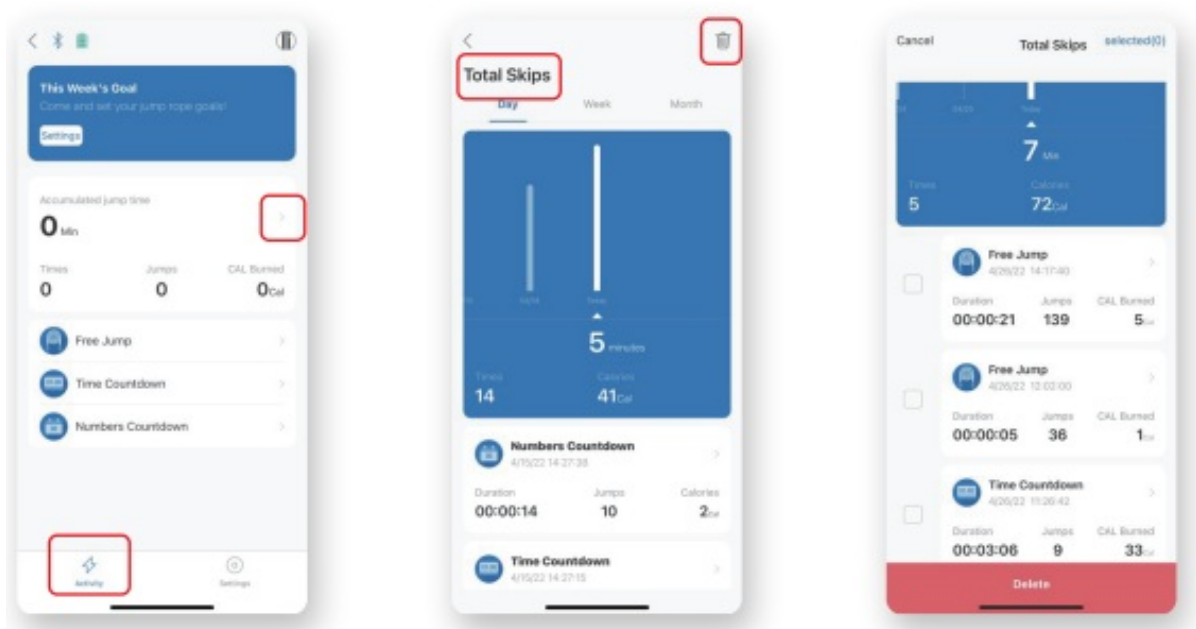 This Week's Goal
Come and set your jump rope goals!
Settings
Accumulated jump time
0 Min
Times Jumps CAL Burned
0 0 0Cal
Free Jump
Time Countdown
Numbers Countdown
Activity Settings
Total Skips
Day Week Month
Today
5 minutes
Times Calories
14 41Cal
Numbers Countdown
4/15/22 14:27:38
Duration Jumps Calories
00:00:14 10 2Cal
Time Countdown
4/15/22 14:27:15
Cancel Total Skips selected(0)
Today
7 Min
Times Calories
5 72Cal
Free Jump
4/26/22 14:17:40
Duration Jumps CAL Burned
00:00:21 139 5Cal
Free Jump
4/26/22 12:02:00
Duration Jumps CAL Burned
00:00:05 36 1Cal
Time Countdown
4/26/22 11:26:42
Duration Jumps CAL Burned
00:03:06 9 33Cal
Delete